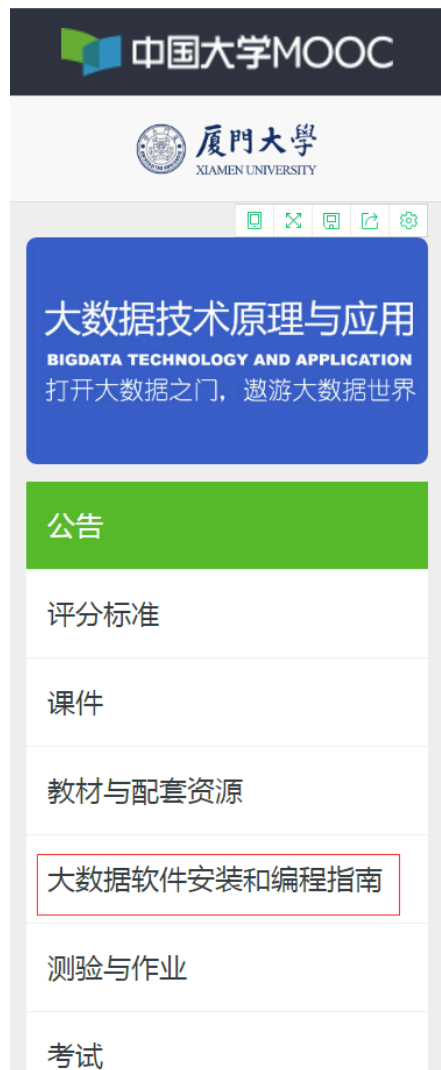 中国大学MOOC
厦門大學
XIAMEN UNIVERSITY
大数据技术原理与应用
BIGDATA TECHNOLOGY AND APPLICATION
打开大数据之门，遨游大数据世界
公告
评分标准
课件
教材与配套资源
大数据软件安装和编程指南
测验与作业
考试